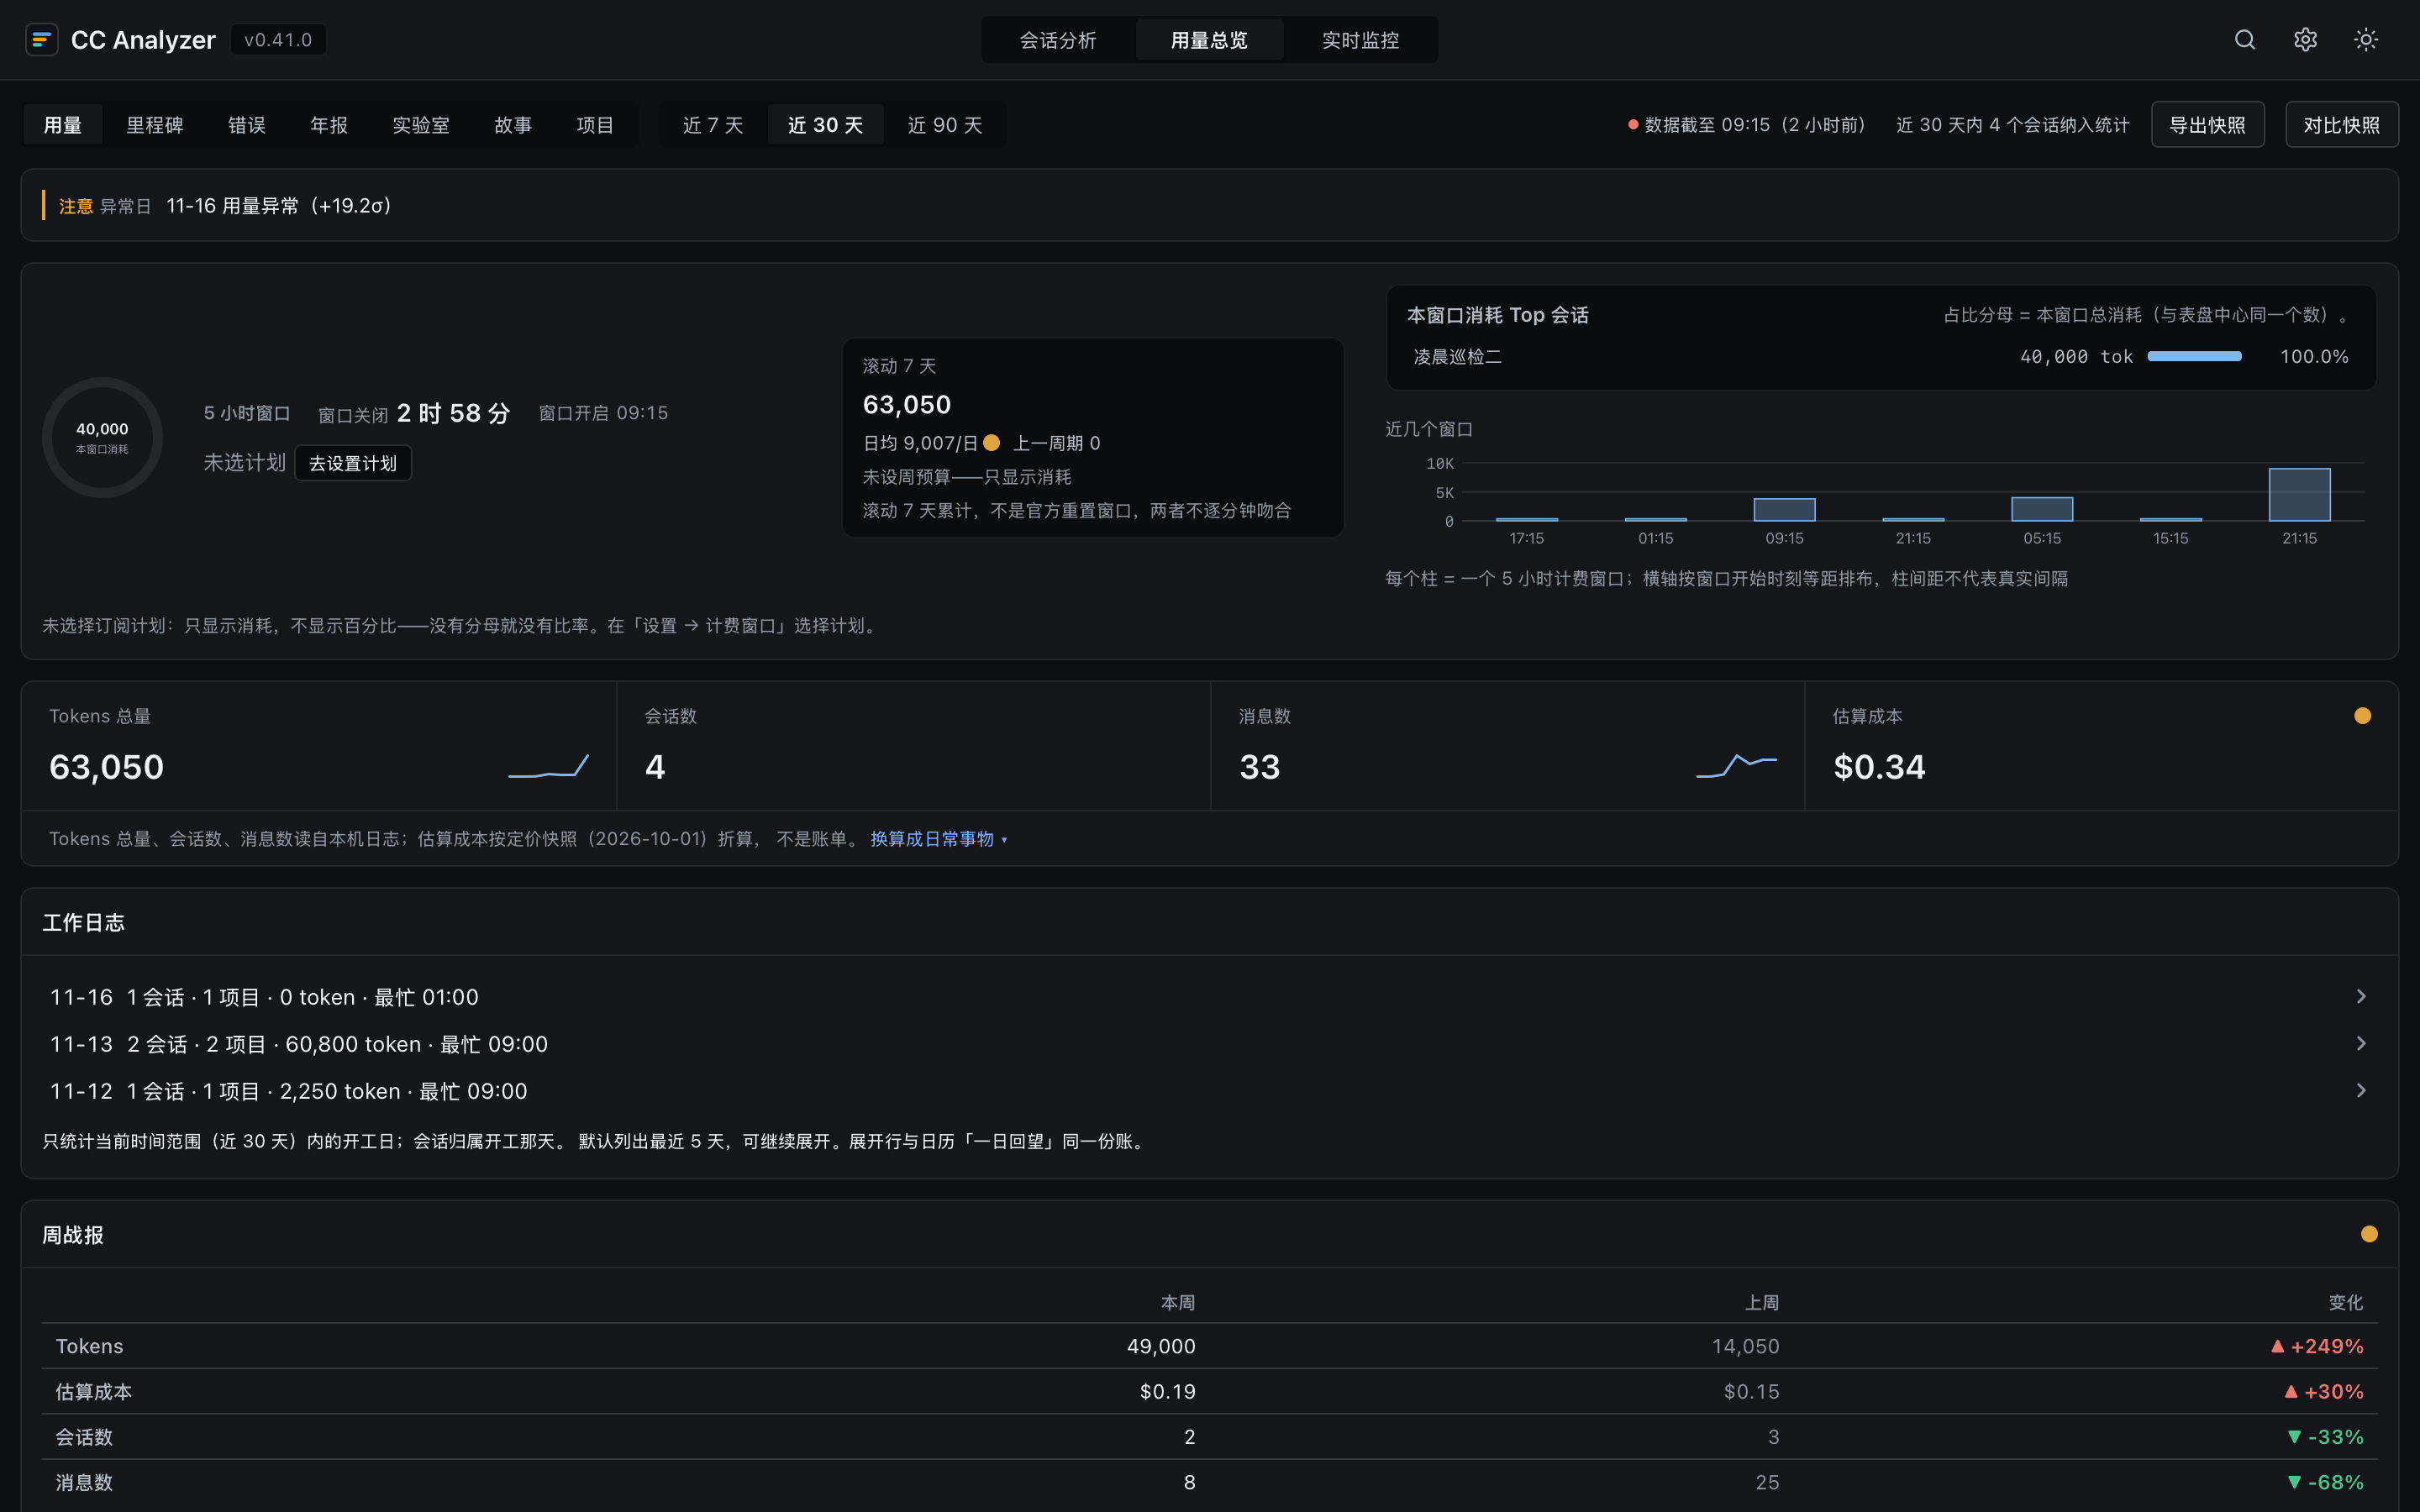 CC Analyzer v0.41.0
会话分析 用量总览 实时监控
用量 里程碑 错误 年报 实验室 故事 项目 近 7 天 近 30 天 近 90 天
数据截至 09:15（2 小时前） 近 30 天内 4 个会话纳入统计 导出快照 对比快照
注意 异常日 11-16 用量异常（+19.2σ）
40,000
本窗口消耗
5 小时窗口 窗口关闭 2 时 58 分 窗口开启 09:15
未选计划 去设置计划
滚动 7 天
63,050
日均 9,007/日 上一周期 0
未设周预算——只显示消耗
滚动 7 天累计，不是官方重置窗口，两者不逐分钟吻合
本窗口消耗 Top 会话 占比分母 = 本窗口总消耗（与表盘中心同一个数）。
凌晨巡检二 40,000 tok 100.0%
近几个窗口
10K
5K
0
17:15 01:15 09:15 21:15 05:15 15:15 21:15
每个柱 = 一个 5 小时计费窗口；横轴按窗口开始时刻等距排布，柱间距不代表真实间隔
未选择订阅计划：只显示消耗，不显示百分比——没有分母就没有比率。在「设置 → 计费窗口」选择计划。
Tokens 总量 会话数 消息数 估算成本
63,050 4 33 $0.34
Tokens 总量、会话数、消息数读自本机日志；估算成本按定价快照（2026-10-01）折算， 不是账单。 换算成日常事物
工作日志
11-16 1 会话 · 1 项目 · 0 token · 最忙 01:00
11-13 2 会话 · 2 项目 · 60,800 token · 最忙 09:00
11-12 1 会话 · 1 项目 · 2,250 token · 最忙 09:00
只统计当前时间范围（近 30 天）内的开工日；会话归属开工那天。 默认列出最近 5 天，可继续展开。展开行与日历「一日回望」同一份账。
周战报
本周 上周 变化
Tokens 49,000 14,050 ▲ +249%
估算成本 $0.19 $0.15 ▲ +30%
会话数 2 3 ▼ -33%
消息数 8 25 ▼ -68%